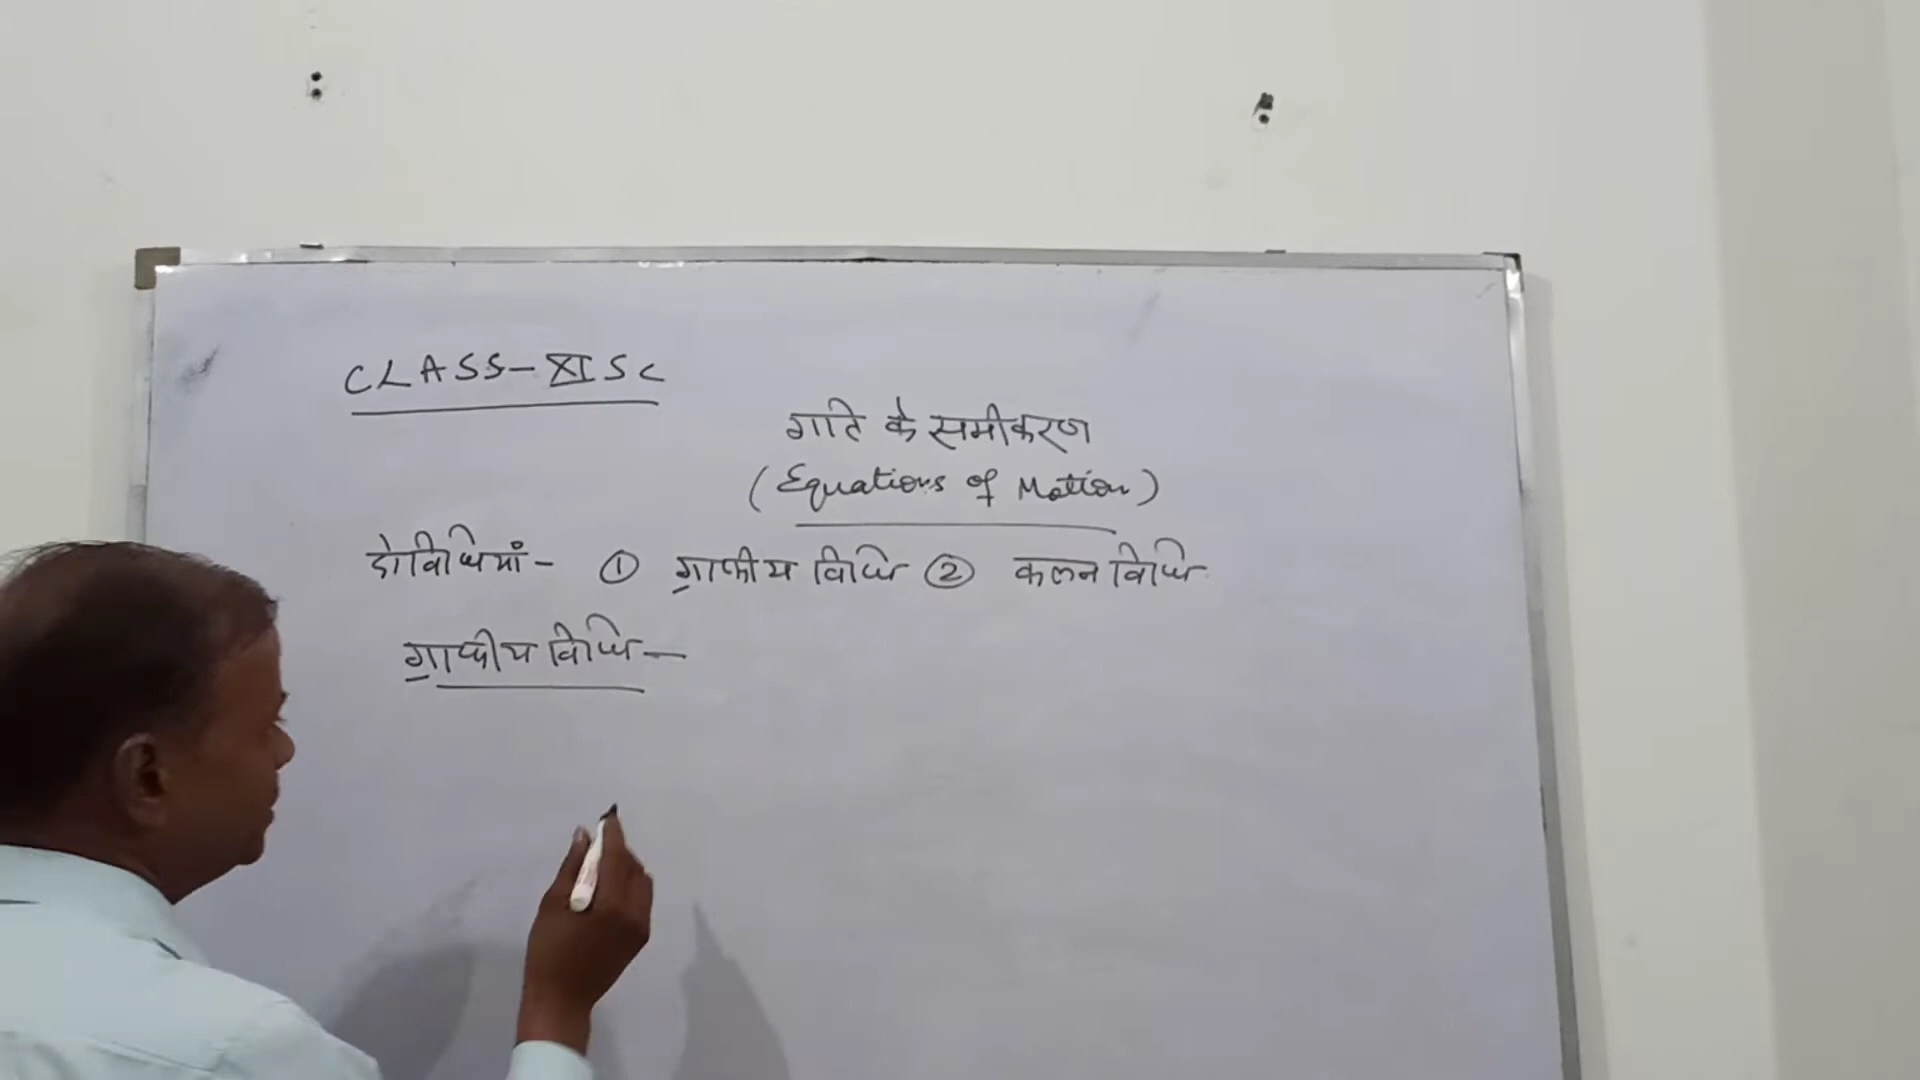 CLASS-XI SC
गति के समीकरण
(Equations of Motion)
दो विधियां- ① ग्राफीय विधि ② कलन विधि
ग्राफीय विधि-